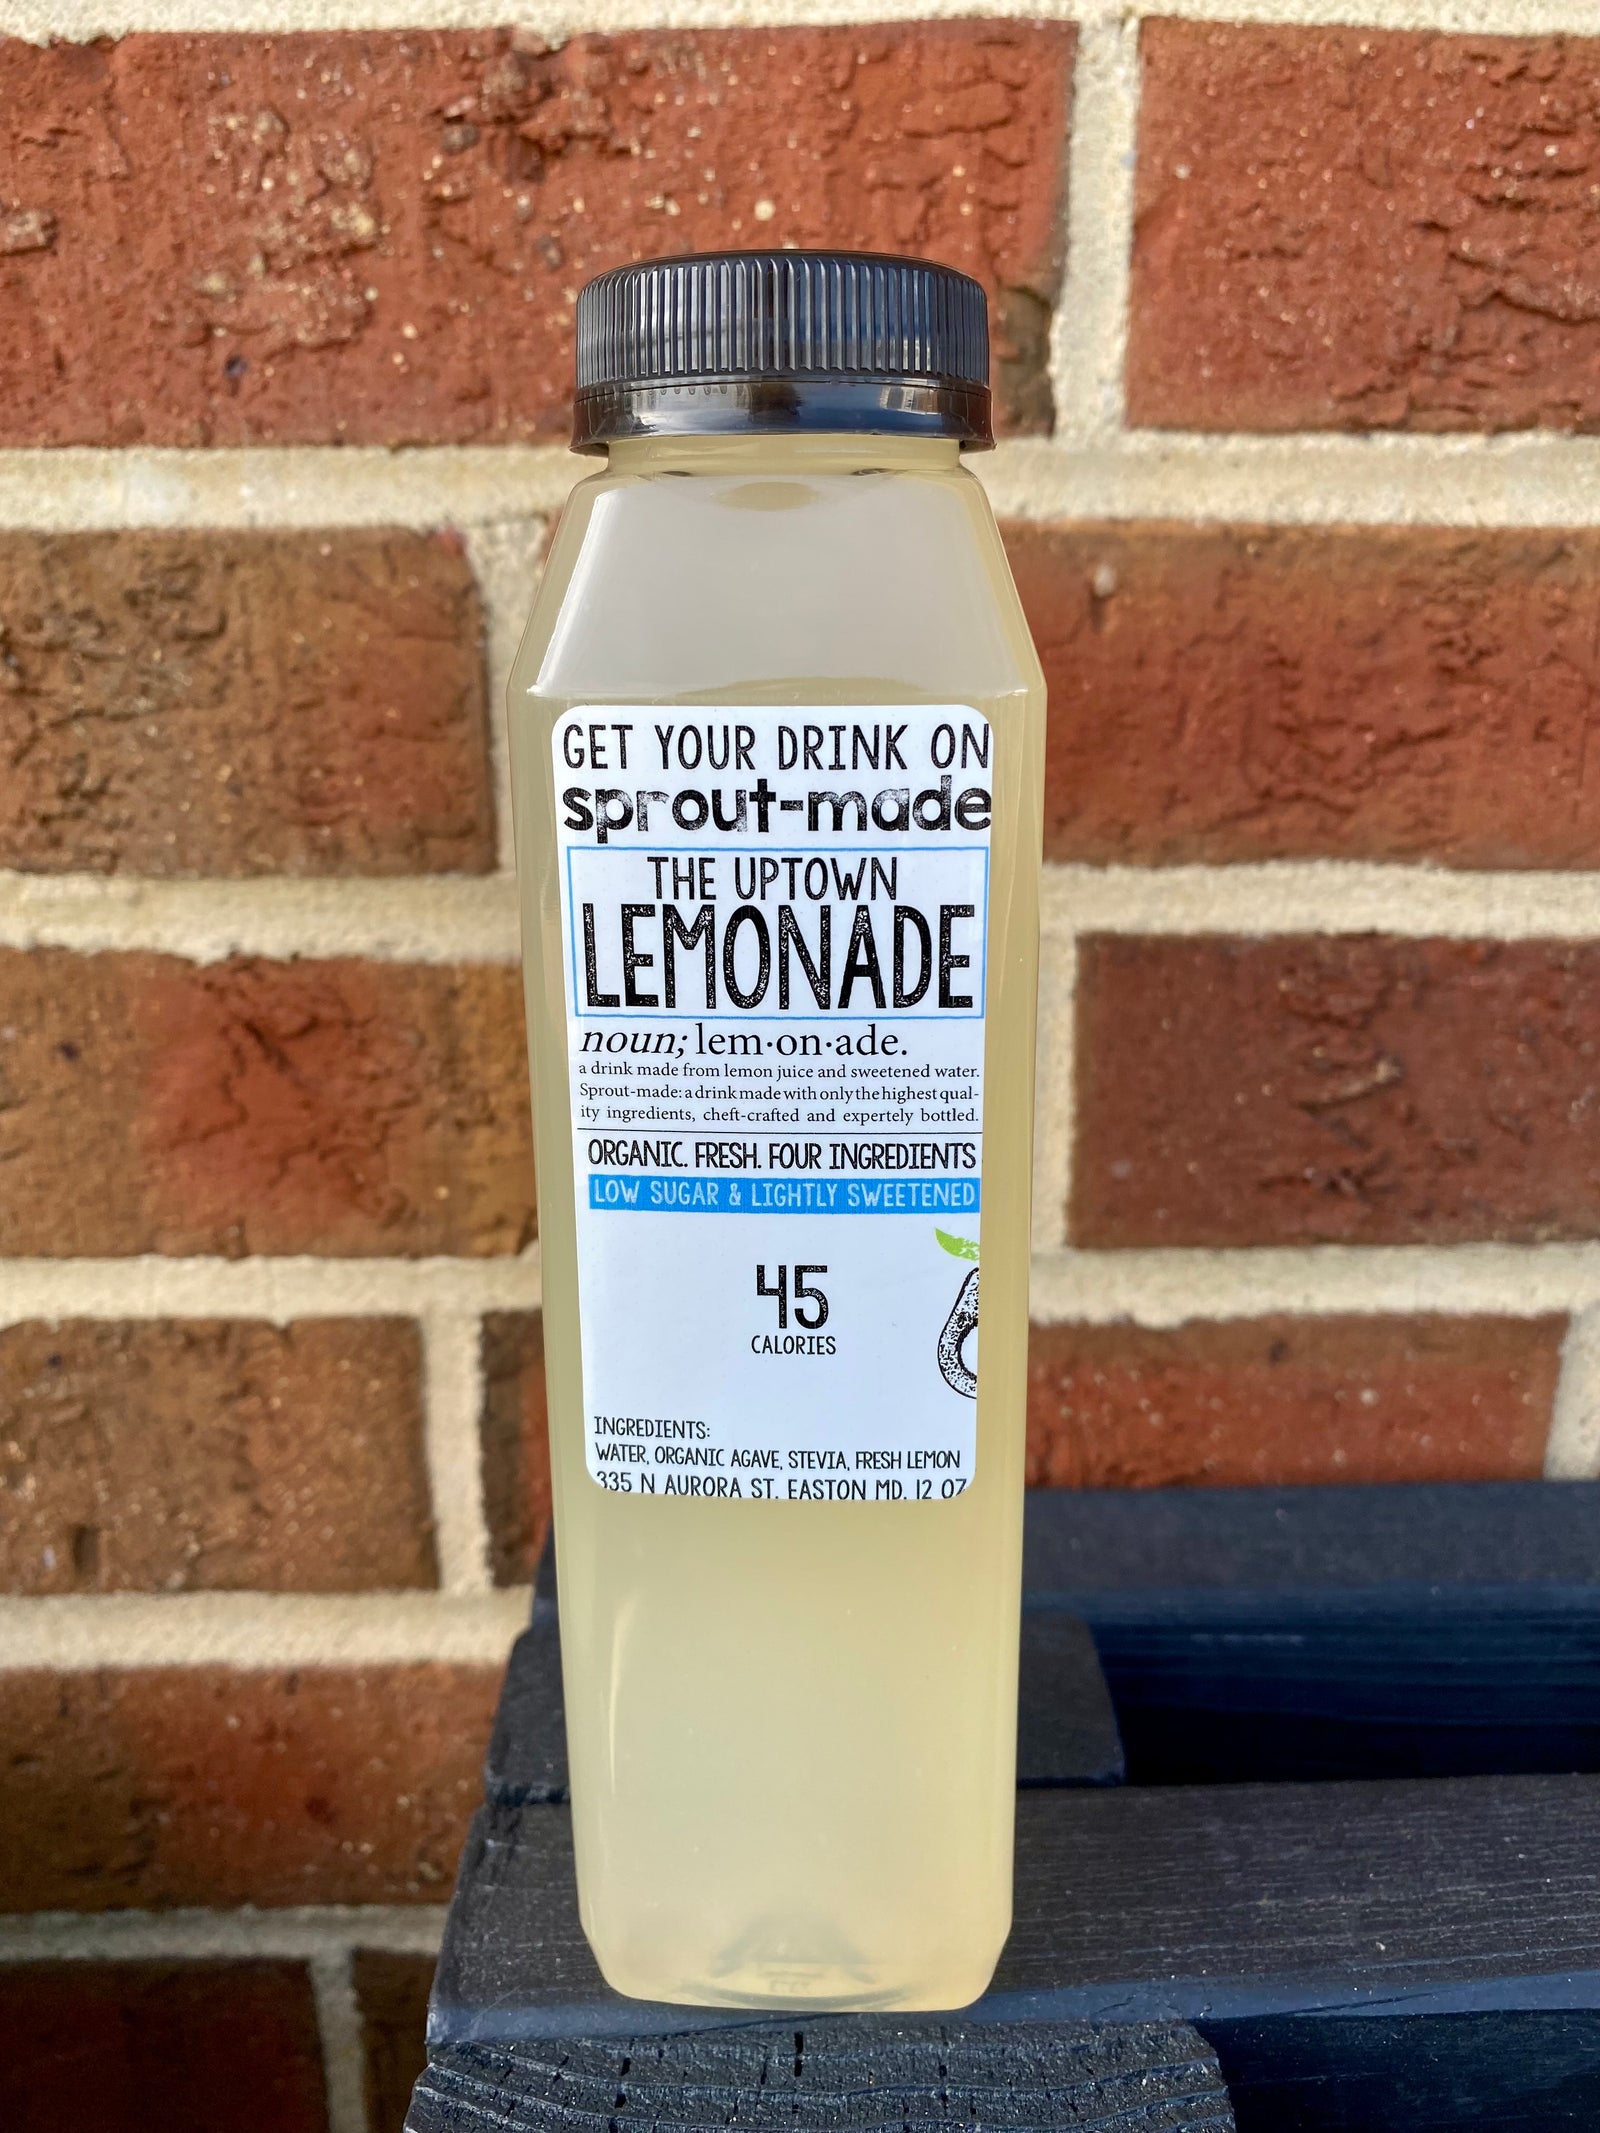 GET YOUR DRINK ON
sprout-made
THE UPTOWN
LEMONADE
noun; lem·on·ade.
a drink made from lemon juice and sweetened water.
Sprout-made: a drink made with only the highest qual-
ity ingredients, cheft-crafted and expertely bottled.
ORGANIC. FRESH. FOUR INGREDIENTS
LOW SUGAR & LIGHTLY SWEETENED
45
CALORIES
INGREDIENTS:
WATER, ORGANIC AGAVE, STEVIA, FRESH LEMON
335 N AURORA ST. EASTON MD. 12 OZ